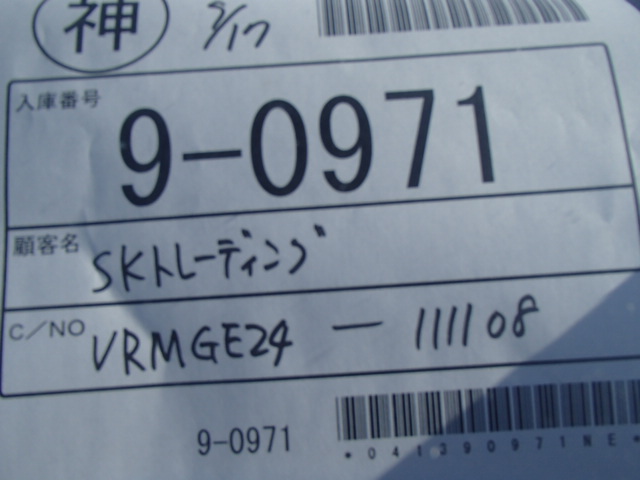 神 2/17
入庫番号
9-0971
顧客名 SKトレーディング
C/NO VRMGE24 — 111108
9-0971
*041390971NE*